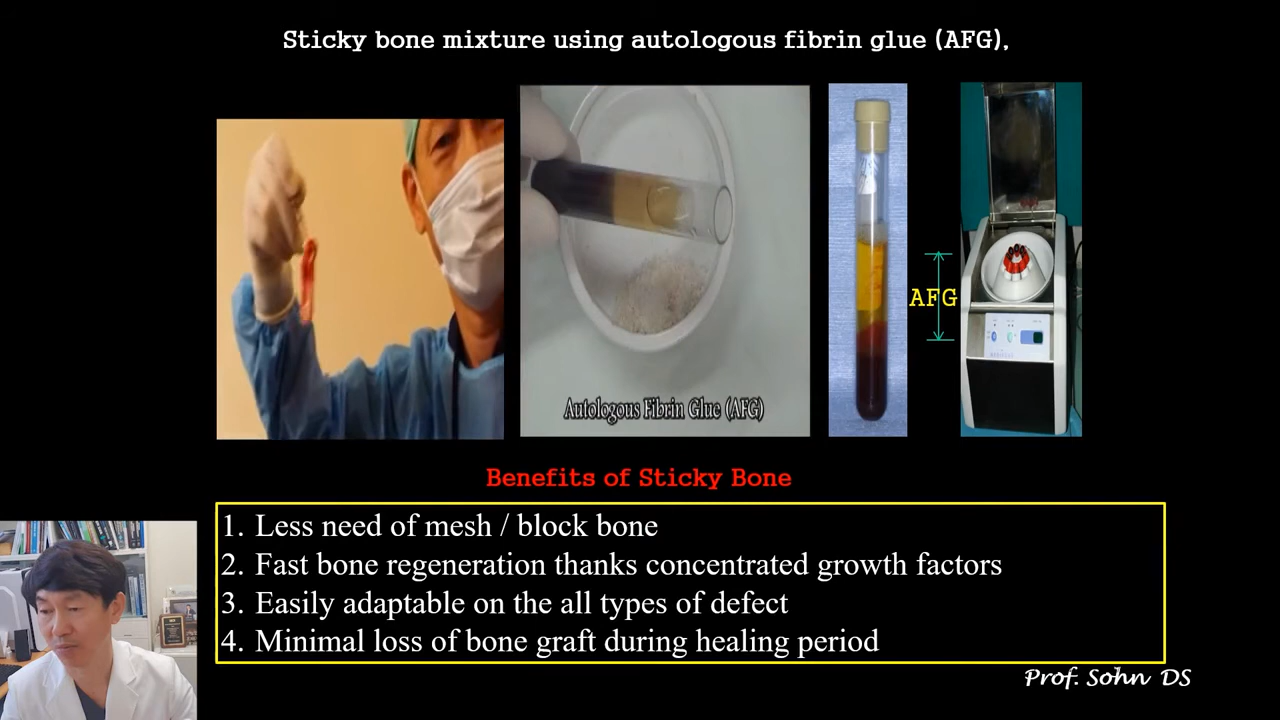 Sticky bone mixture using autologous fibrin glue (AFG),
Autologous Fibrin Glue (AFG)
AFG
Benefits of Sticky Bone
1. Less need of mesh / block bone
2. Fast bone regeneration thanks concentrated growth factors
3. Easily adaptable on the all types of defect
4. Minimal loss of bone graft during healing period
Prof. Sohn DS